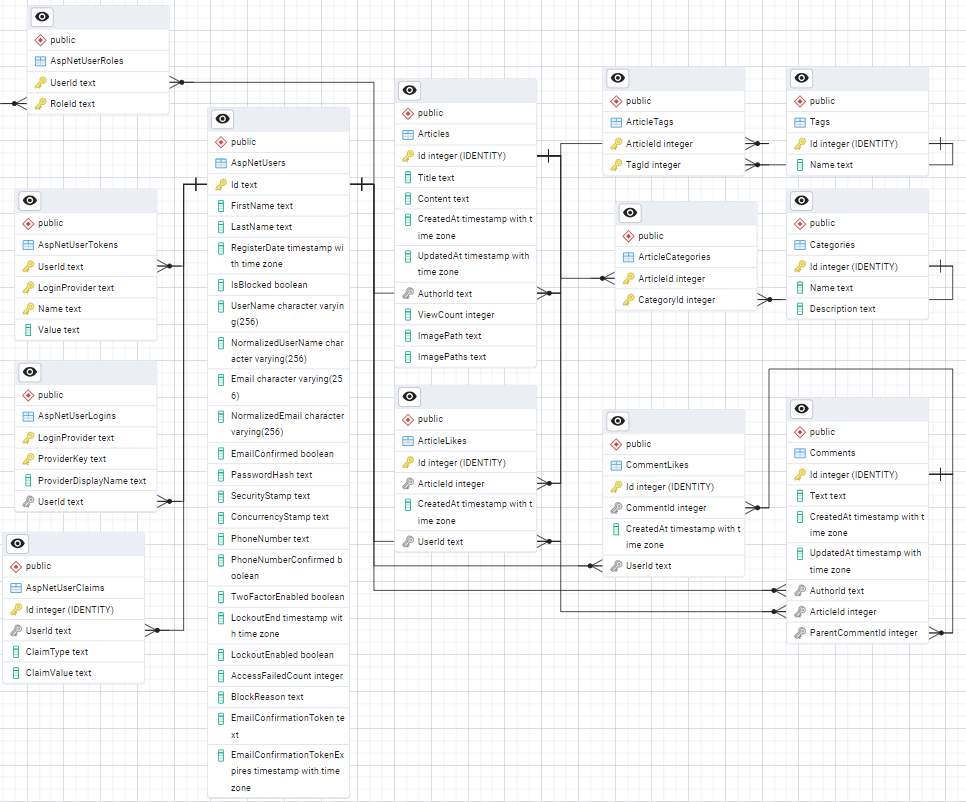 public
AspNetUserRoles
UserId text
RoleId text
public
AspNetUserTokens
UserId text
LoginProvider text
Name text
Value text
public
AspNetUserLogins
LoginProvider text
ProviderKey text
ProviderDisplayName text
UserId text
public
AspNetUserClaims
Id integer (IDENTITY)
UserId text
ClaimType text
ClaimValue text
public
AspNetUsers
Id text
FirstName text
LastName text
RegisterDate timestamp wi
th time zone
IsBlocked boolean
UserName character varyin
g(256)
NormalizedUserName char
acter varying(256)
Email character varying(25
6)
NormalizedEmail character
varying(256)
EmailConfirmed boolean
PasswordHash text
SecurityStamp text
ConcurrencyStamp text
PhoneNumber text
PhoneNumberConfirmed b
oolean
TwoFactorEnabled boolean
LockoutEnd timestamp wit
h time zone
LockoutEnabled boolean
AccessFailedCount integer
BlockReason text
EmailConfirmationToken te
xt
EmailConfirmationTokenEx
pires timestamp with time
zone
public
Articles
Id integer (IDENTITY)
Title text
Content text
CreatedAt timestamp with t
ime zone
UpdatedAt timestamp with
time zone
AuthorId text
ViewCount integer
ImagePath text
ImagePaths text
public
ArticleLikes
Id integer (IDENTITY)
ArticleId integer
CreatedAt timestamp with t
ime zone
UserId text
public
ArticleTags
ArticleId integer
TagId integer
public
ArticleCategories
ArticleId integer
CategoryId integer
public
CommentLikes
Id integer (IDENTITY)
CommentId integer
CreatedAt timestamp with t
ime zone
UserId text
public
Tags
Id integer (IDENTITY)
Name text
public
Categories
Id integer (IDENTITY)
Name text
Description text
public
Comments
Id integer (IDENTITY)
Text text
CreatedAt timestamp with t
ime zone
UpdatedAt timestamp with
time zone
AuthorId text
ArticleId integer
ParentCommentId integer